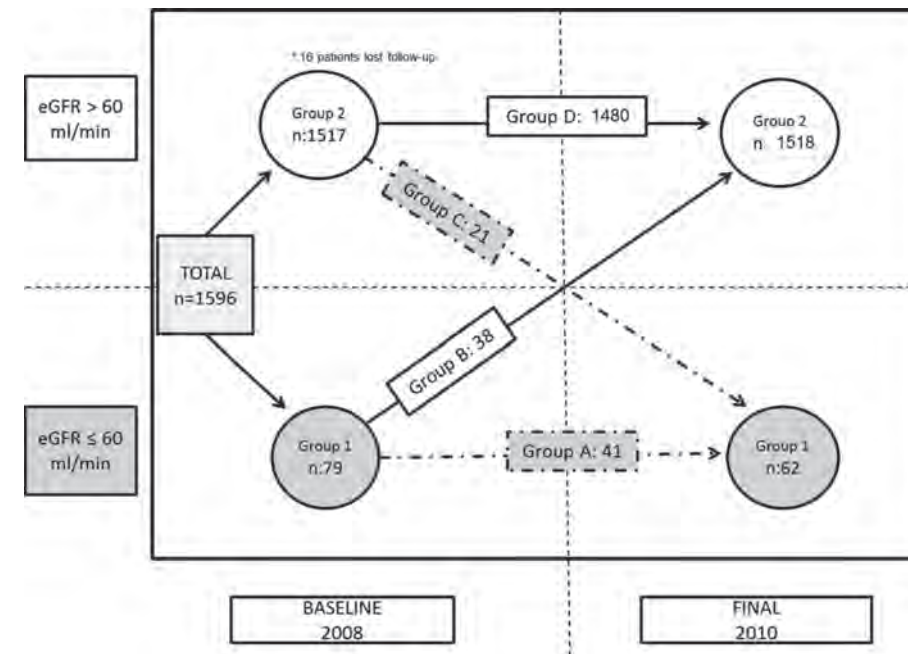 * 16 patients lost follow-up
eGFR > 60
ml/min
Group 2
n:1517
Group D: 1480
Group 2
n 1518
Group C: 21
TOTAL
n=1596
Group B: 38
eGFR ≤ 60
ml/min
Group 1
n:79
Group A: 41
Group 1
n:62
BASELINE
2008
FINAL
2010